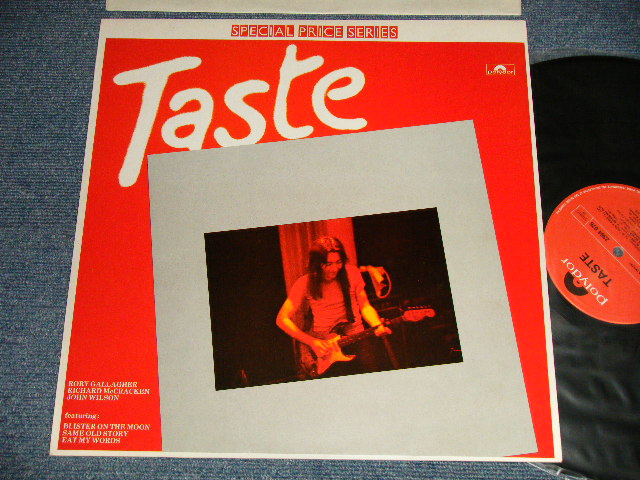 SPECIAL PRICE SERIES
Taste
polydor
RORY GALLAGHER
RICHARD McCRACKEN
JOHN WILSON
featuring:
BLISTER ON THE MOON
SAME OLD STORY
EAT MY WORDS
polydor
TASTE